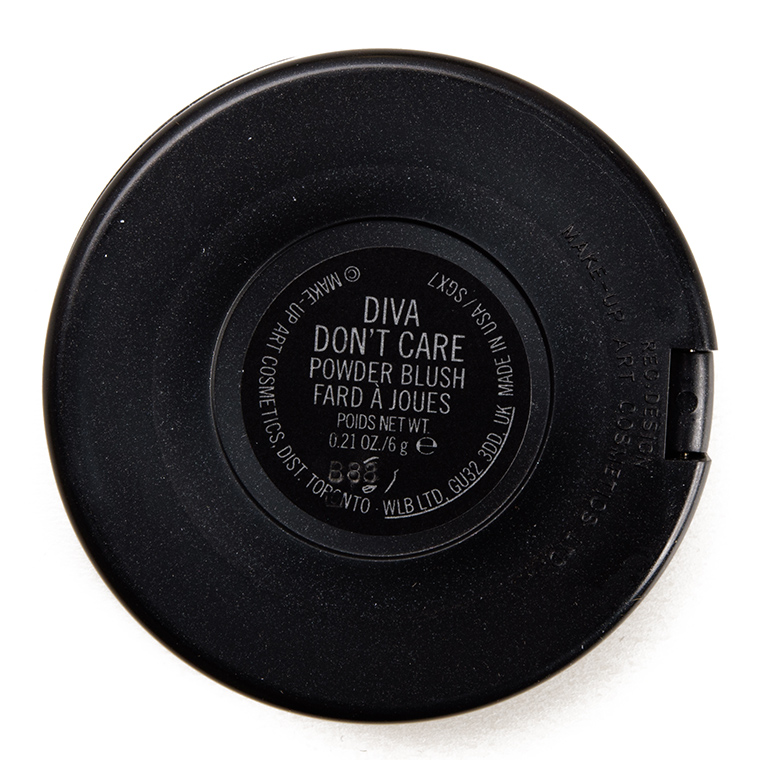 DIVA
DON'T CARE
POWDER BLUSH
FARD À JOUES
POIDS NET WT.
0.21 OZ./6 g ℮
© MAKE-UP ART COSMETICS, DIST. TORONTO · WLB LTD. GU32 3DD, UK MADE IN USA / SGX7
MAKE-UP ART COSMETICS
REG.DESIGN